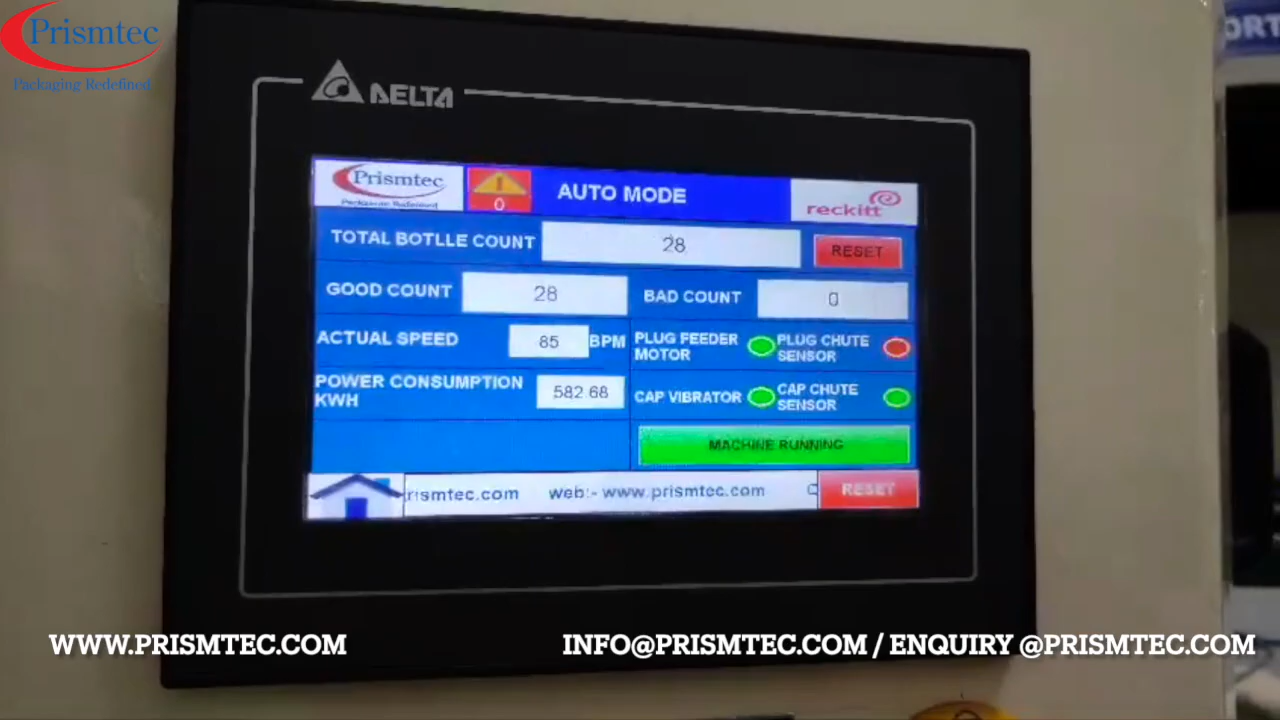 Prismtec
Packaging Redefined
DELTA
Prismtec
Packaging Redefined
0
AUTO MODE
reckitt
TOTAL BOTLLE COUNT 28 RESET
GOOD COUNT 28 BAD COUNT 0
ACTUAL SPEED 85 BPM
PLUG FEEDER
MOTOR
PLUG CHUTE
SENSOR
POWER CONSUMPTION
KWH
582.68
CAP VIBRATOR
CAP CHUTE
SENSOR
MACHINE RUNNING
rismtec.com web:- www.prismtec.com RESET
WWW.PRISMTEC.COM INFO@PRISMTEC.COM / ENQUIRY @PRISMTEC.COM